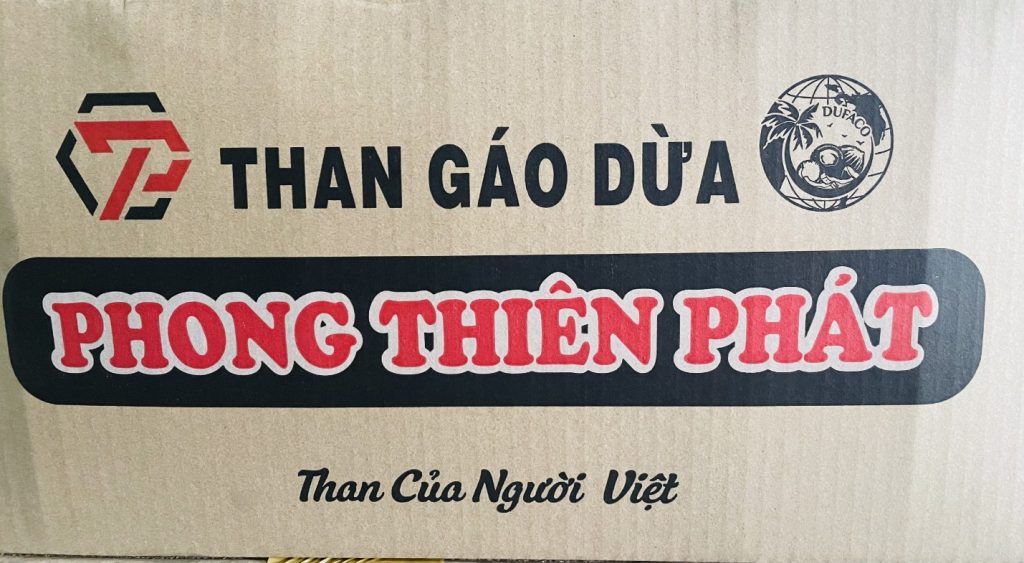 THAN GÁO DỪA
DUFACO
PHONG THIÊN PHÁT
Than Của Người Việt